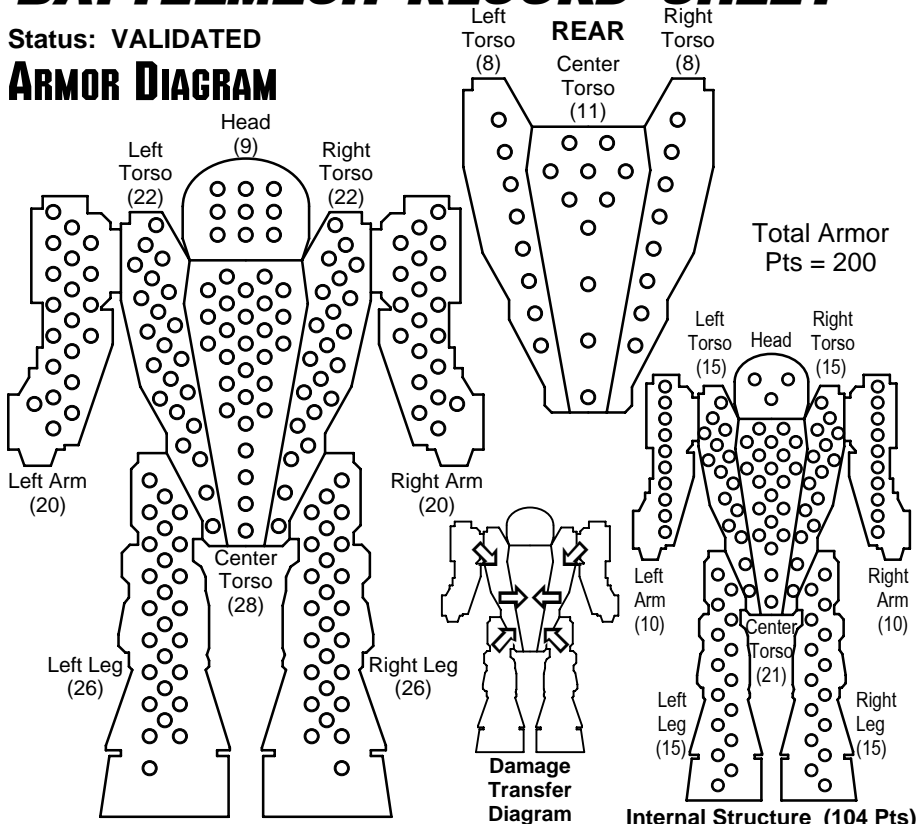 BATTLEMECH RECORD SHEET
Status: VALIDATED
ARMOR DIAGRAM
Head
(9)
Left
Torso
(22)
Right
Torso
(22)
Left Arm
(20)
Right Arm
(20)
Center
Torso
(28)
Left Leg
(26)
Right Leg
(26)
REAR
Left
Torso
(8)
Center
Torso
(11)
Right
Torso
(8)
Total Armor
Pts = 200
Damage
Transfer
Diagram
Left
Torso
(15)
Head
Right
Torso
(15)
Left
Arm
(10)
Right
Arm
(10)
Center
Torso
(21)
Left
Leg
(15)
Right
Leg
(15)
Internal Structure (104 Pts)